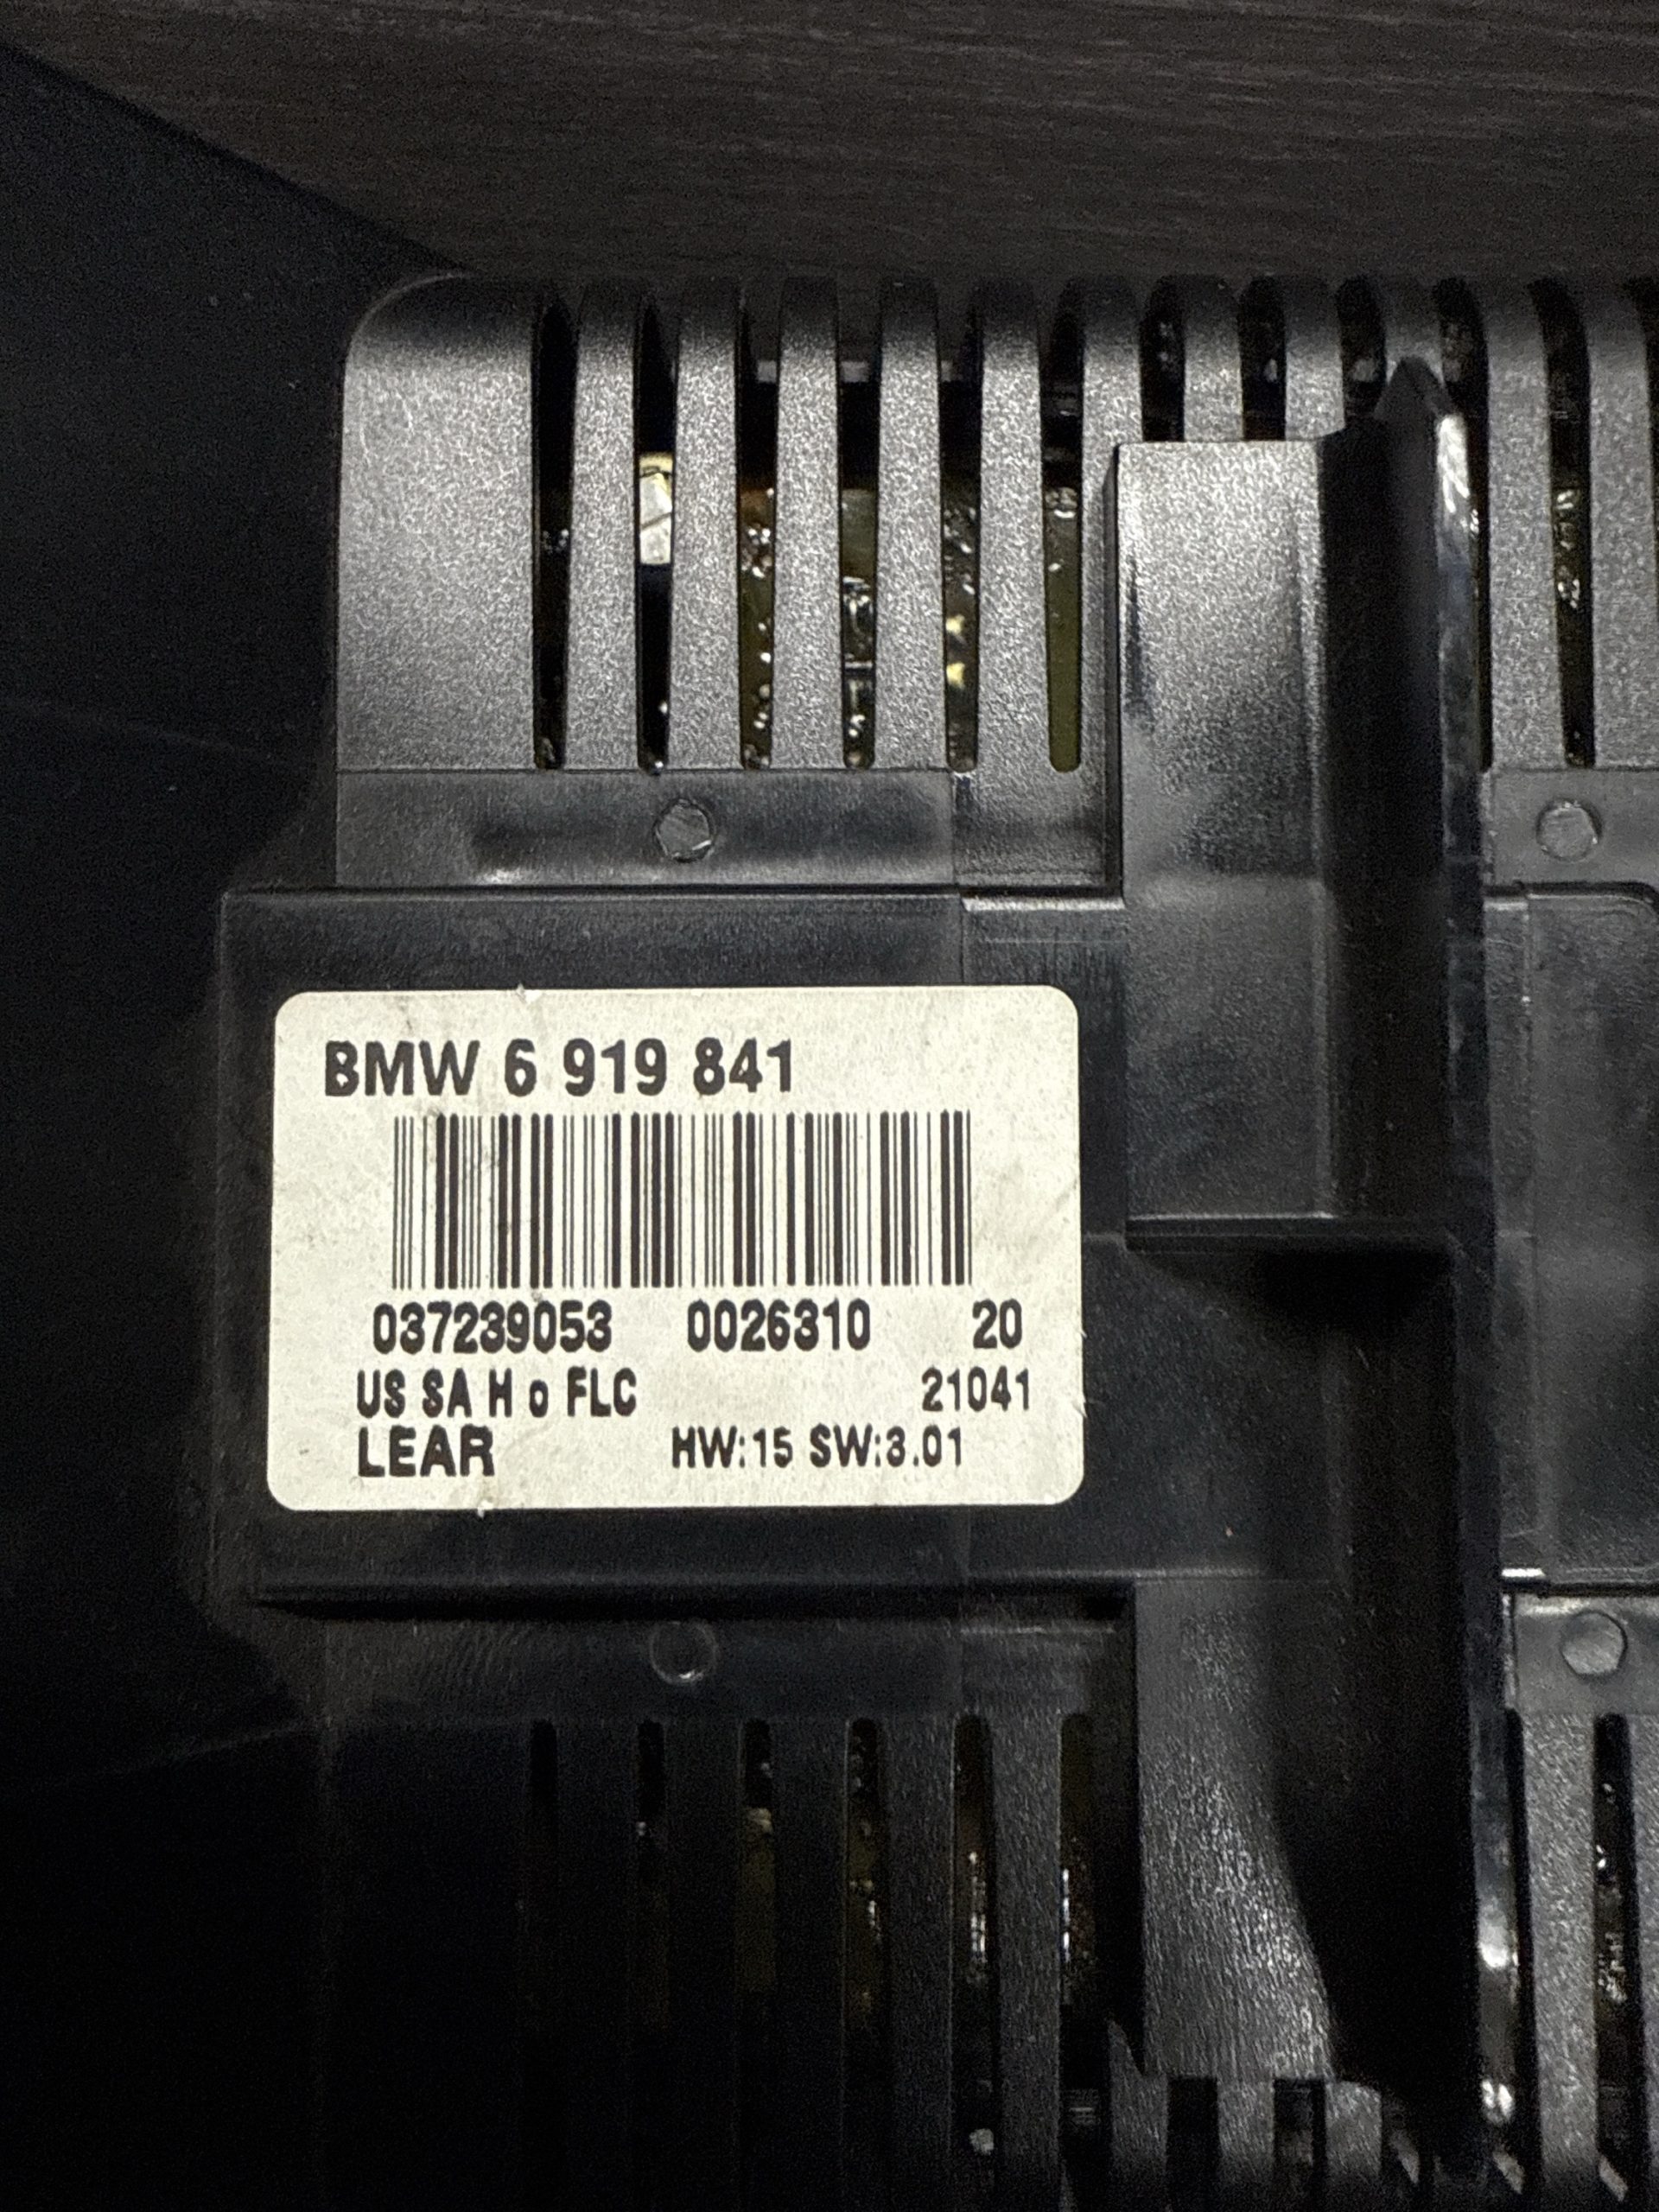 BMW 6 919 841
037239053 0026310 20
US SA H o FLC 21041
LEAR HW:15 SW:3.01